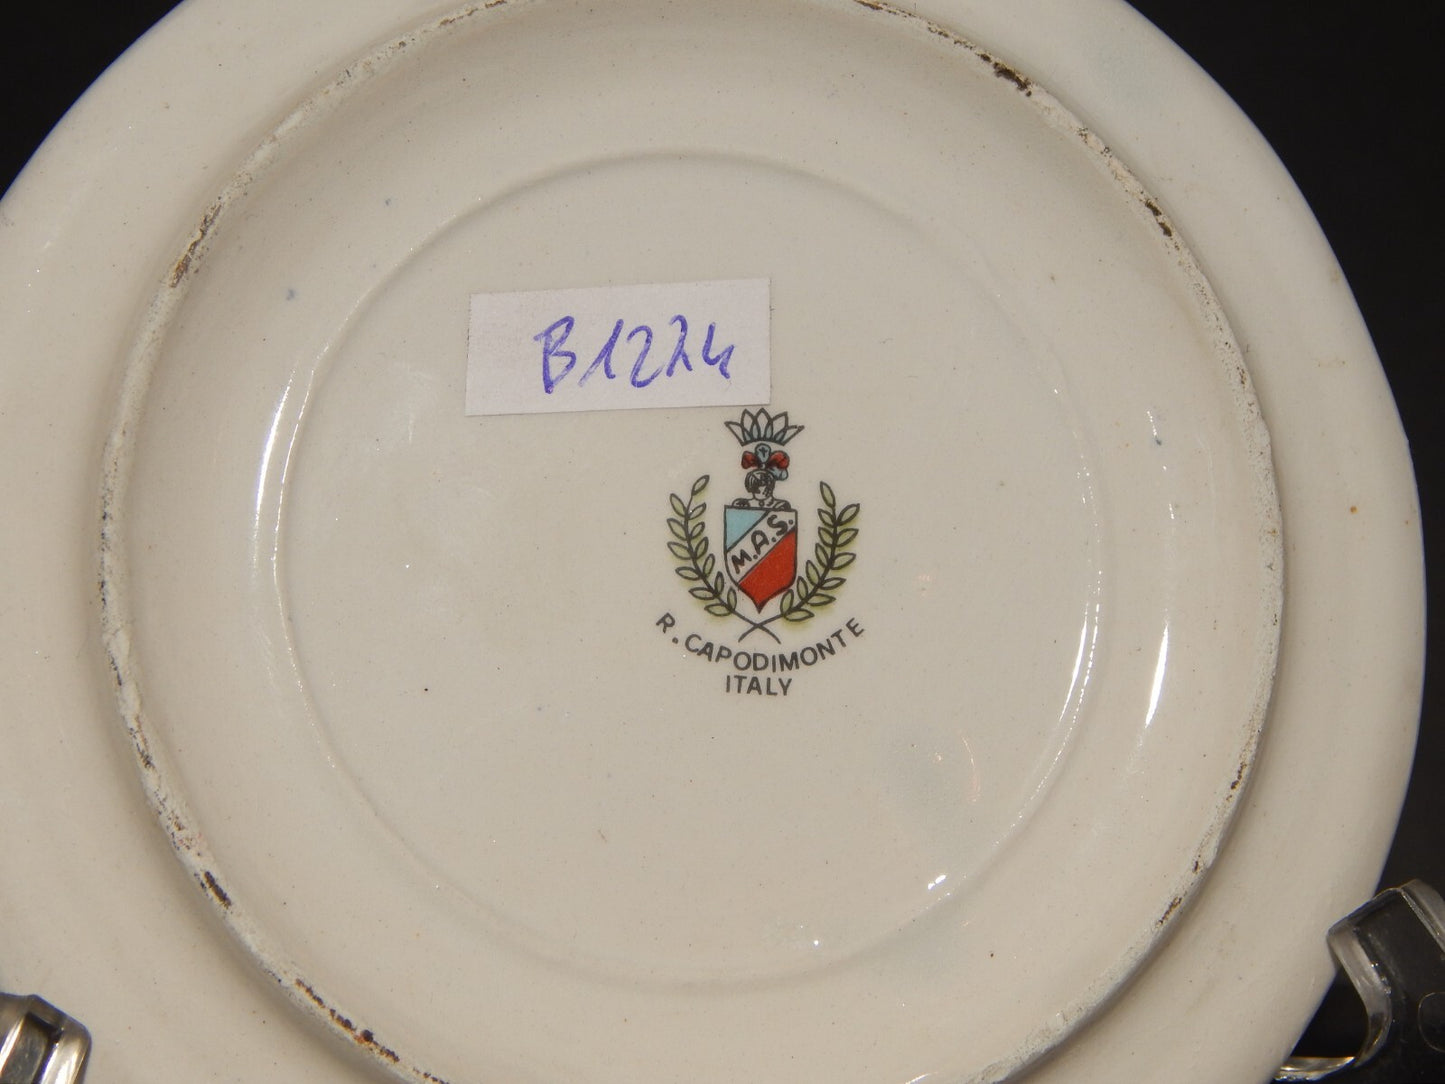 B1224
M.A.S.
R. CAPODIMONTE
ITALY